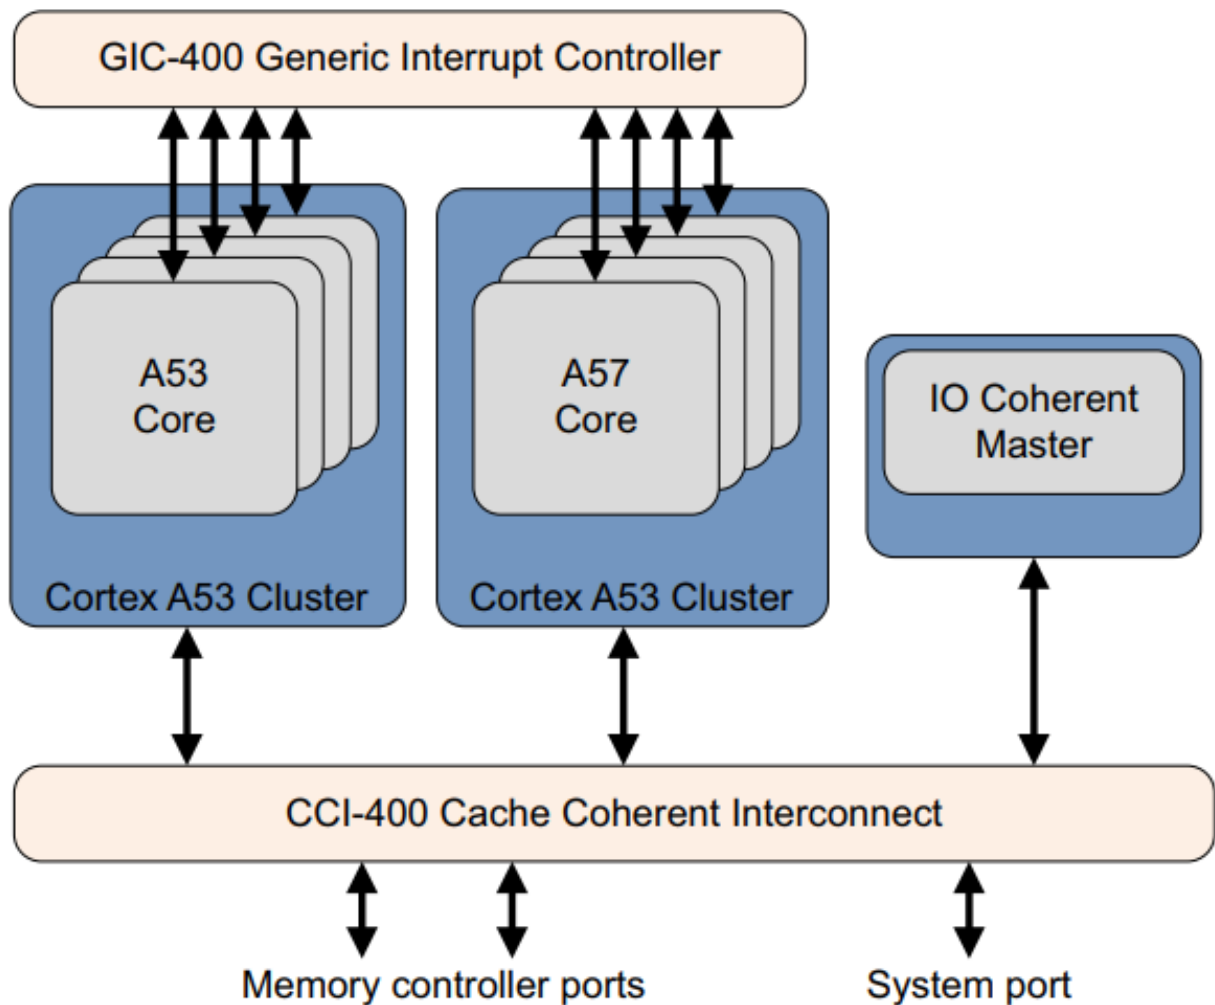 GIC-400 Generic Interrupt Controller
A53
Core
A57
Core
IO Coherent
Master
Cortex A53 Cluster
Cortex A53 Cluster
CCI-400 Cache Coherent Interconnect
Memory controller ports
System port